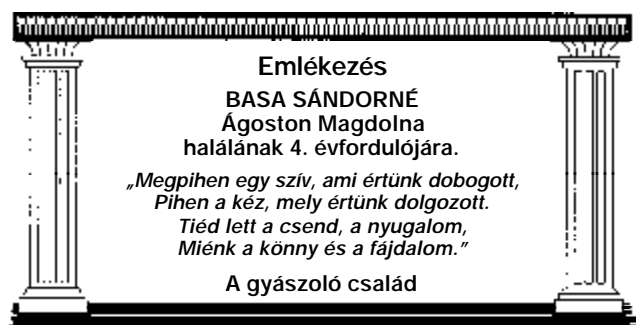 Emlékezés
BASA SÁNDORNÉ
Ágoston Magdolna
halálának 4. évfordulójára.
„Megpihen egy szív, ami értünk dobogott,
Pihen a kéz, mely értünk dolgozott.
Tiéd lett a csend, a nyugalom,
Miénk a könny és a fájdalom.”
A gyászoló család